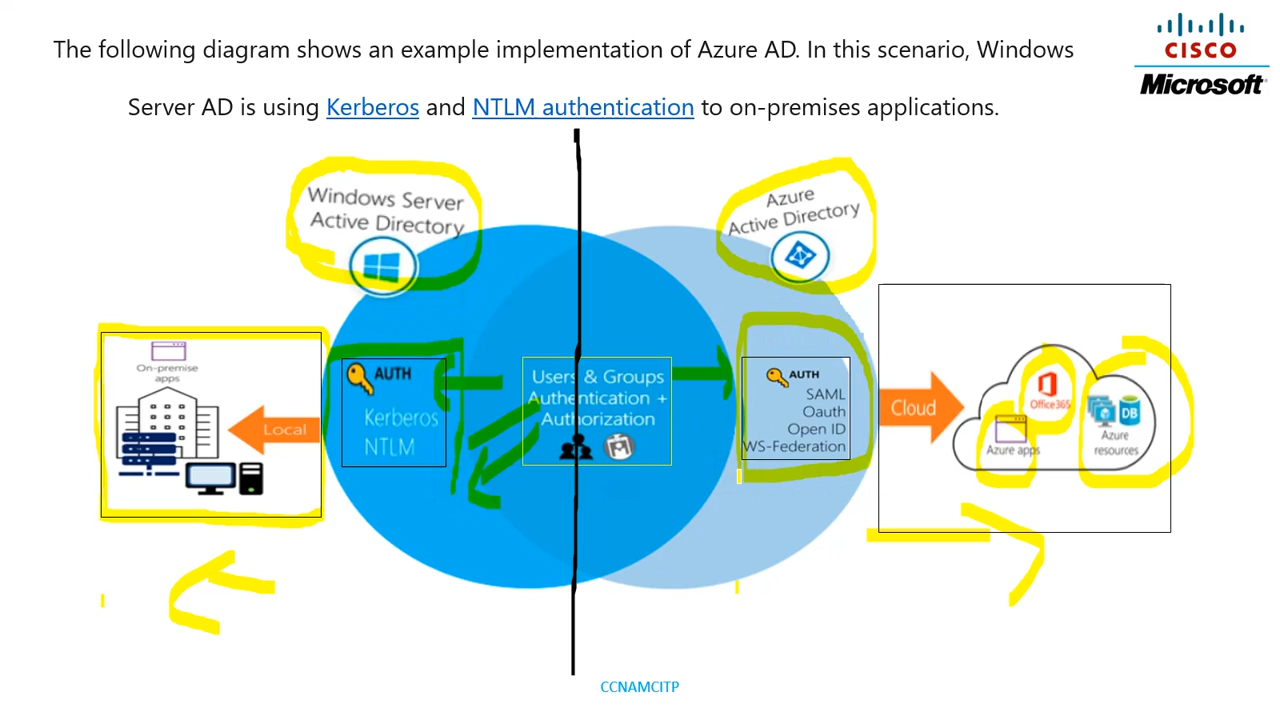 The following diagram shows an example implementation of Azure AD. In this scenario, Windows
Server AD is using Kerberos and NTLM authentication to on-premises applications.
CISCO
Microsoft
Windows Server
Active Directory
Azure
Active Directory
On-premise
apps
Local
AUTH
Kerberos
NTLM
Users & Groups
Authentication +
Authorization
AUTH
SAML
Oauth
Open ID
WS-Federation
Cloud
Office 365
Azure apps
DB
Azure
resources
CCNAMCITP